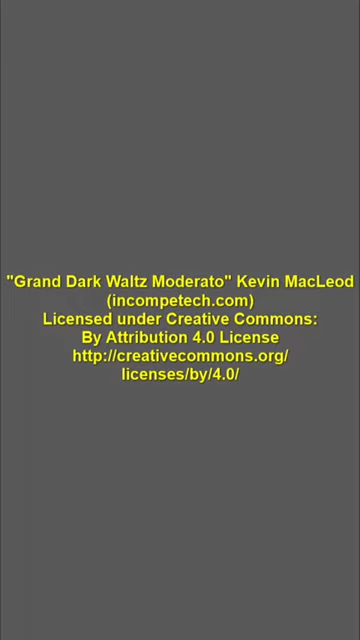 "Grand Dark Waltz Moderato" Kevin MacLeod
(incompetech.com)
Licensed under Creative Commons:
By Attribution 4.0 License
http://creativecommons.org/
licenses/by/4.0/